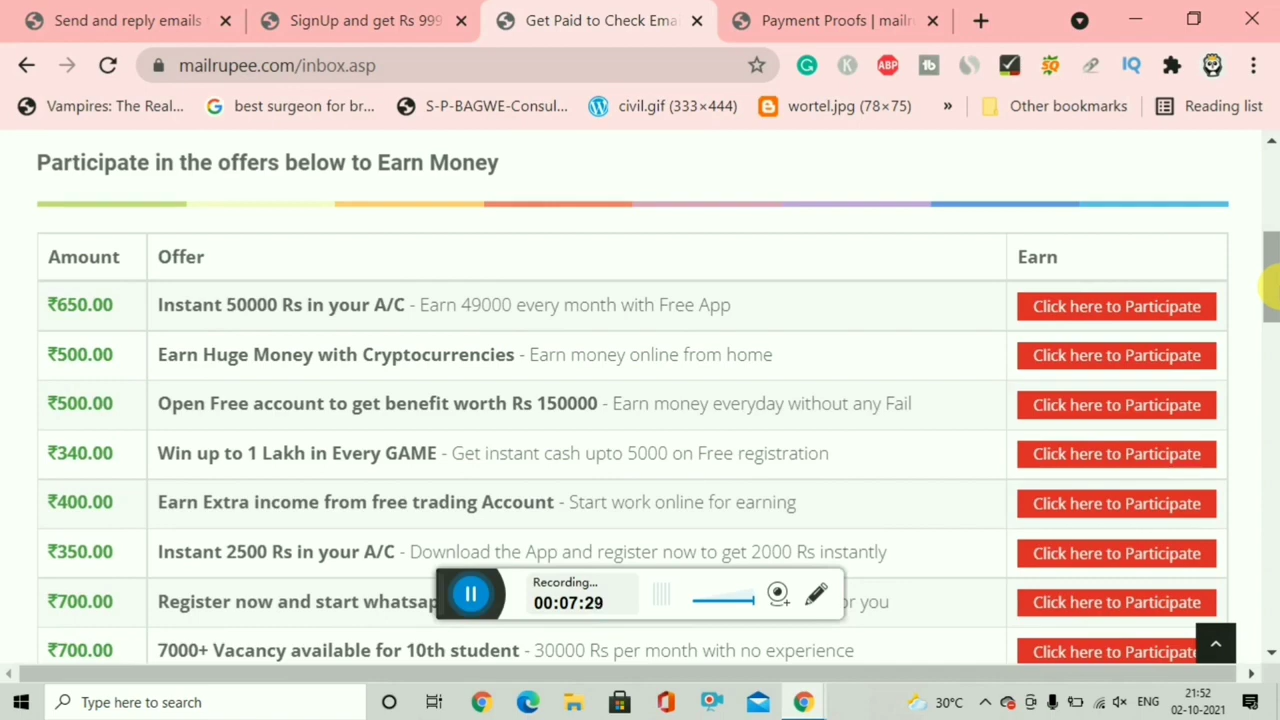 Send and reply emails
SignUp and get Rs 999
Get Paid to Check Ema
Payment Proofs | mailru
mailrupee.com/inbox.asp
Vampires: The Real...
best surgeon for br...
S-P-BAGWE-Consul...
civil.gif (333×444)
wortel.jpg (78×75)
»
Other bookmarks
Reading list
Participate in the offers below to Earn Money
Amount Offer Earn
₹650.00 Instant 50000 Rs in your A/C - Earn 49000 every month with Free App Click here to Participate
₹500.00 Earn Huge Money with Cryptocurrencies - Earn money online from home Click here to Participate
₹500.00 Open Free account to get benefit worth Rs 150000 - Earn money everyday without any Fail Click here to Participate
₹340.00 Win up to 1 Lakh in Every GAME - Get instant cash upto 5000 on Free registration Click here to Participate
₹400.00 Earn Extra income from free trading Account - Start work online for earning Click here to Participate
₹350.00 Instant 2500 Rs in your A/C - Download the App and register now to get 2000 Rs instantly Click here to Participate
Recording...
00:07:29
₹700.00 Register now and start whatsap or you Click here to Participate
₹700.00 7000+ Vacancy available for 10th student - 30000 Rs per month with no experience Click here to Participate
Type here to search
30°C
ENG
21:52
02-10-2021